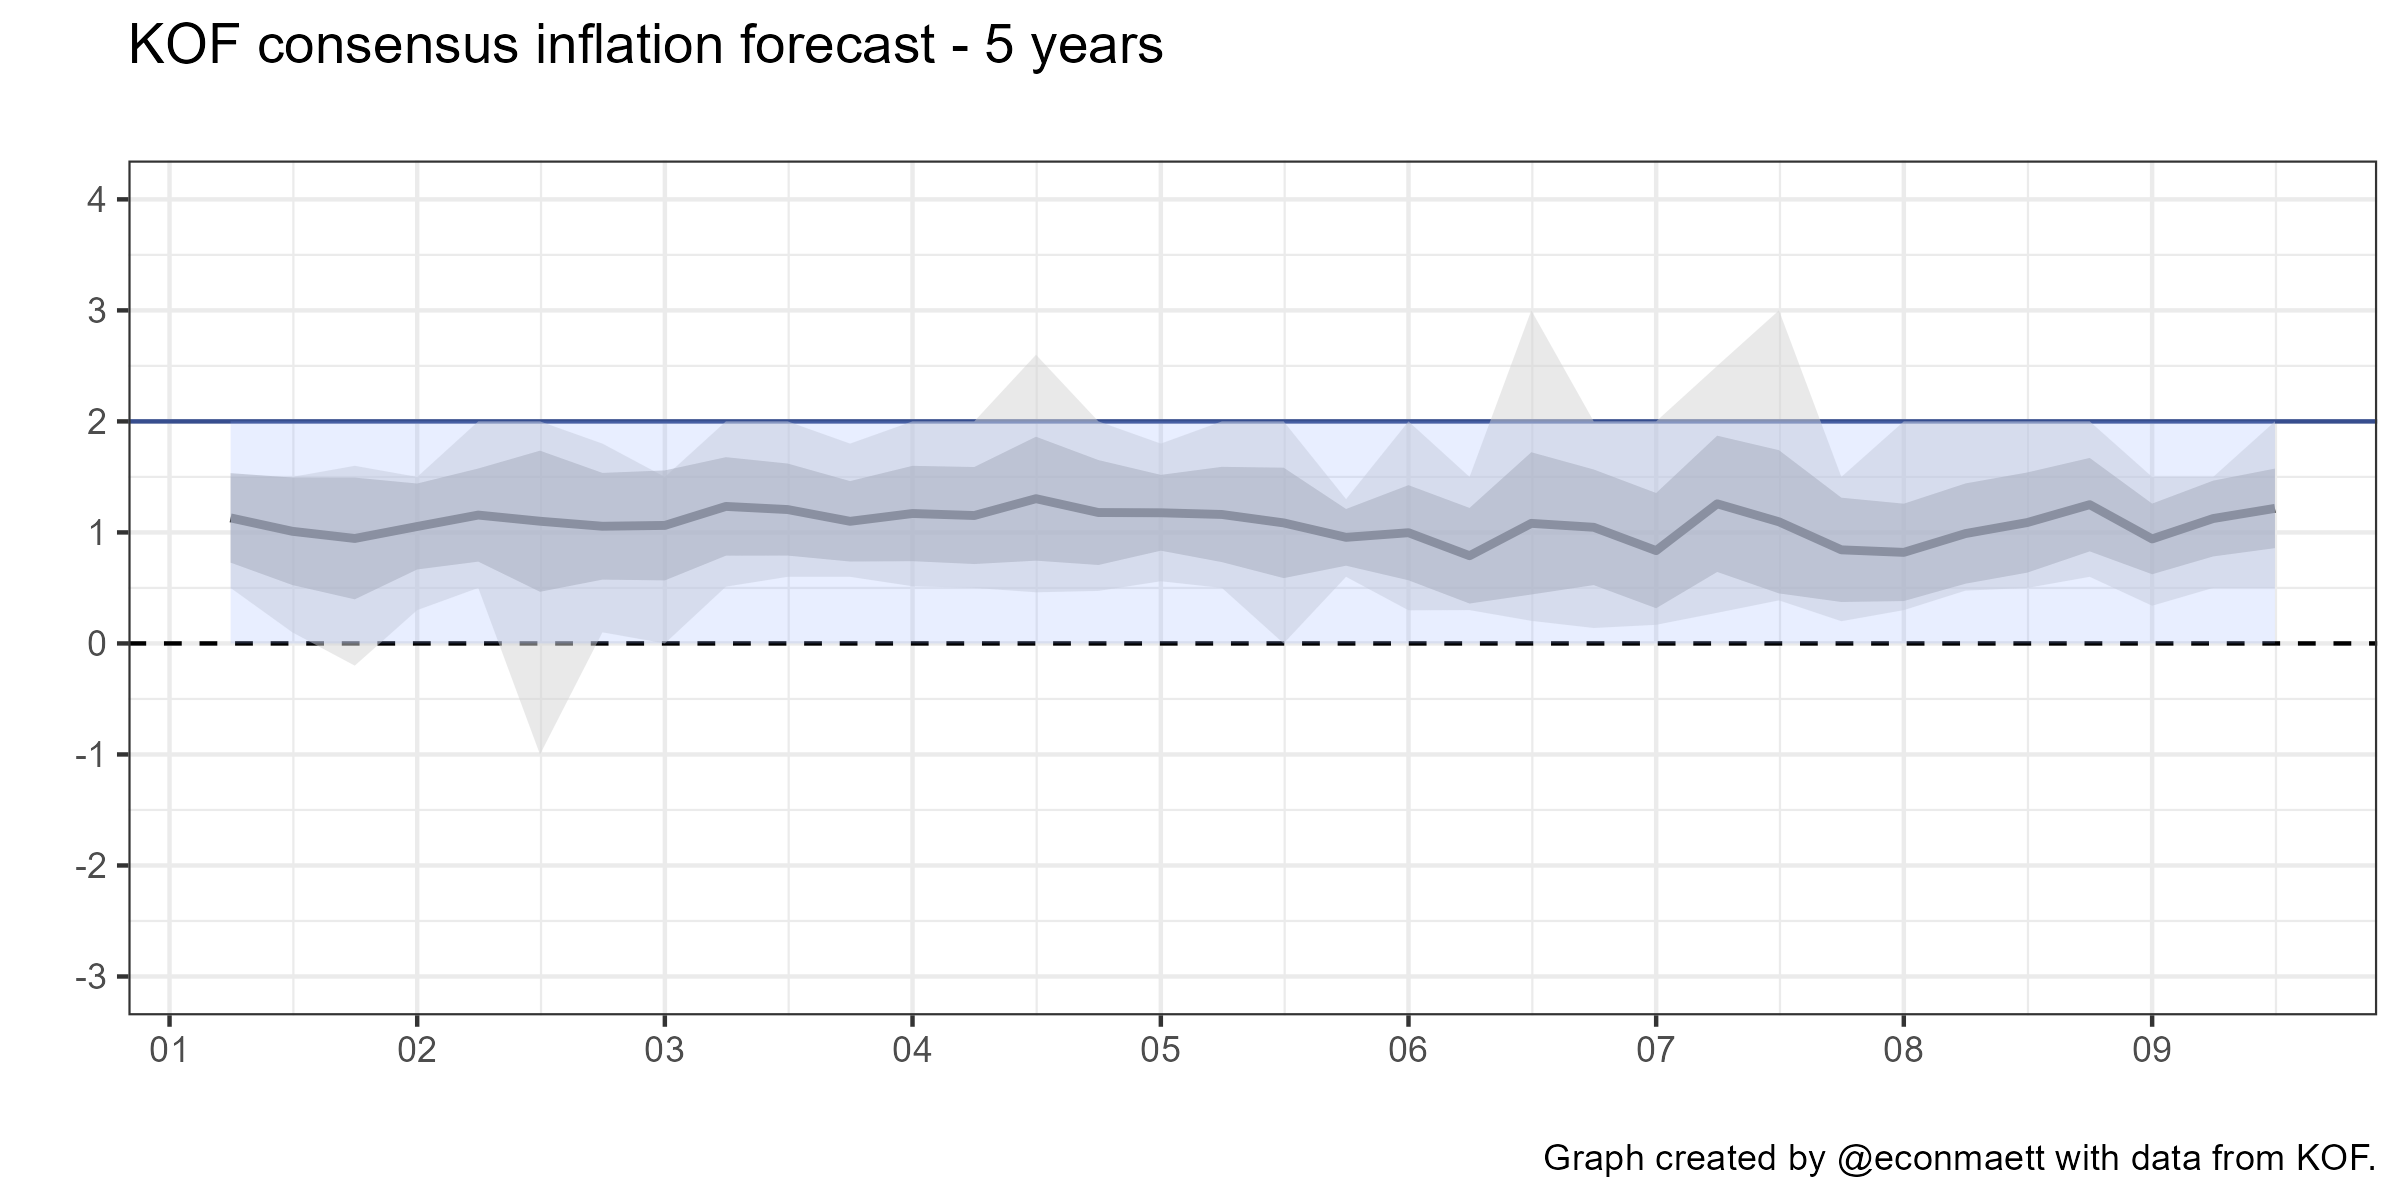 KOF consensus inflation forecast - 5 years
4
3
2
1
0
-1
-2
-3
01 02 03 04 05 06 07 08 09
Graph created by @econmaett with data from KOF.